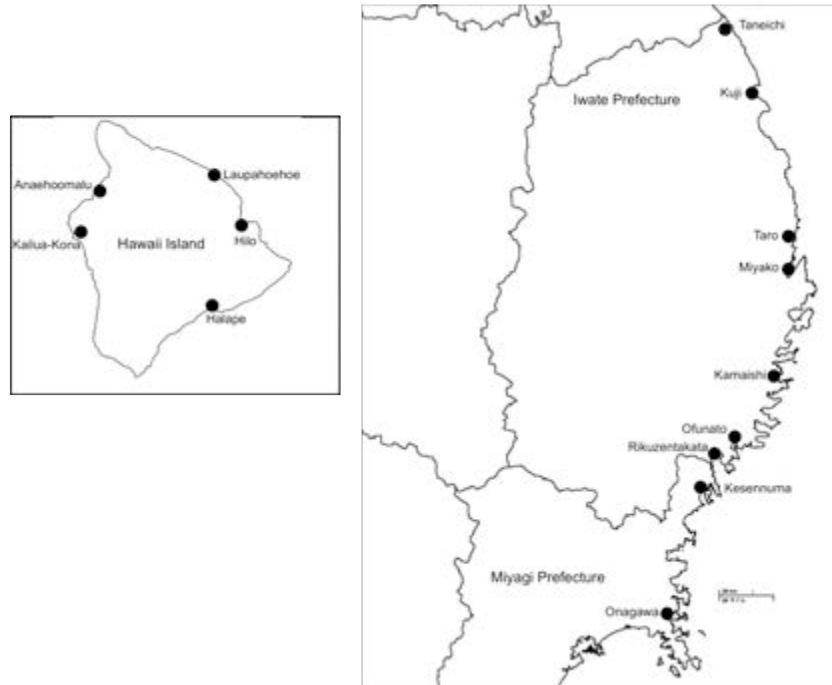 Laupahoehoe
Anaehoomalu
Kailua-Kona
Hilo
Hawaii Island
Halape
Taneichi
Iwate Prefecture
Kuji
Taro
Miyako
Kamaishi
Ofunato
Rikuzentakata
Kesennuma
Miyagi Prefecture
Onagawa